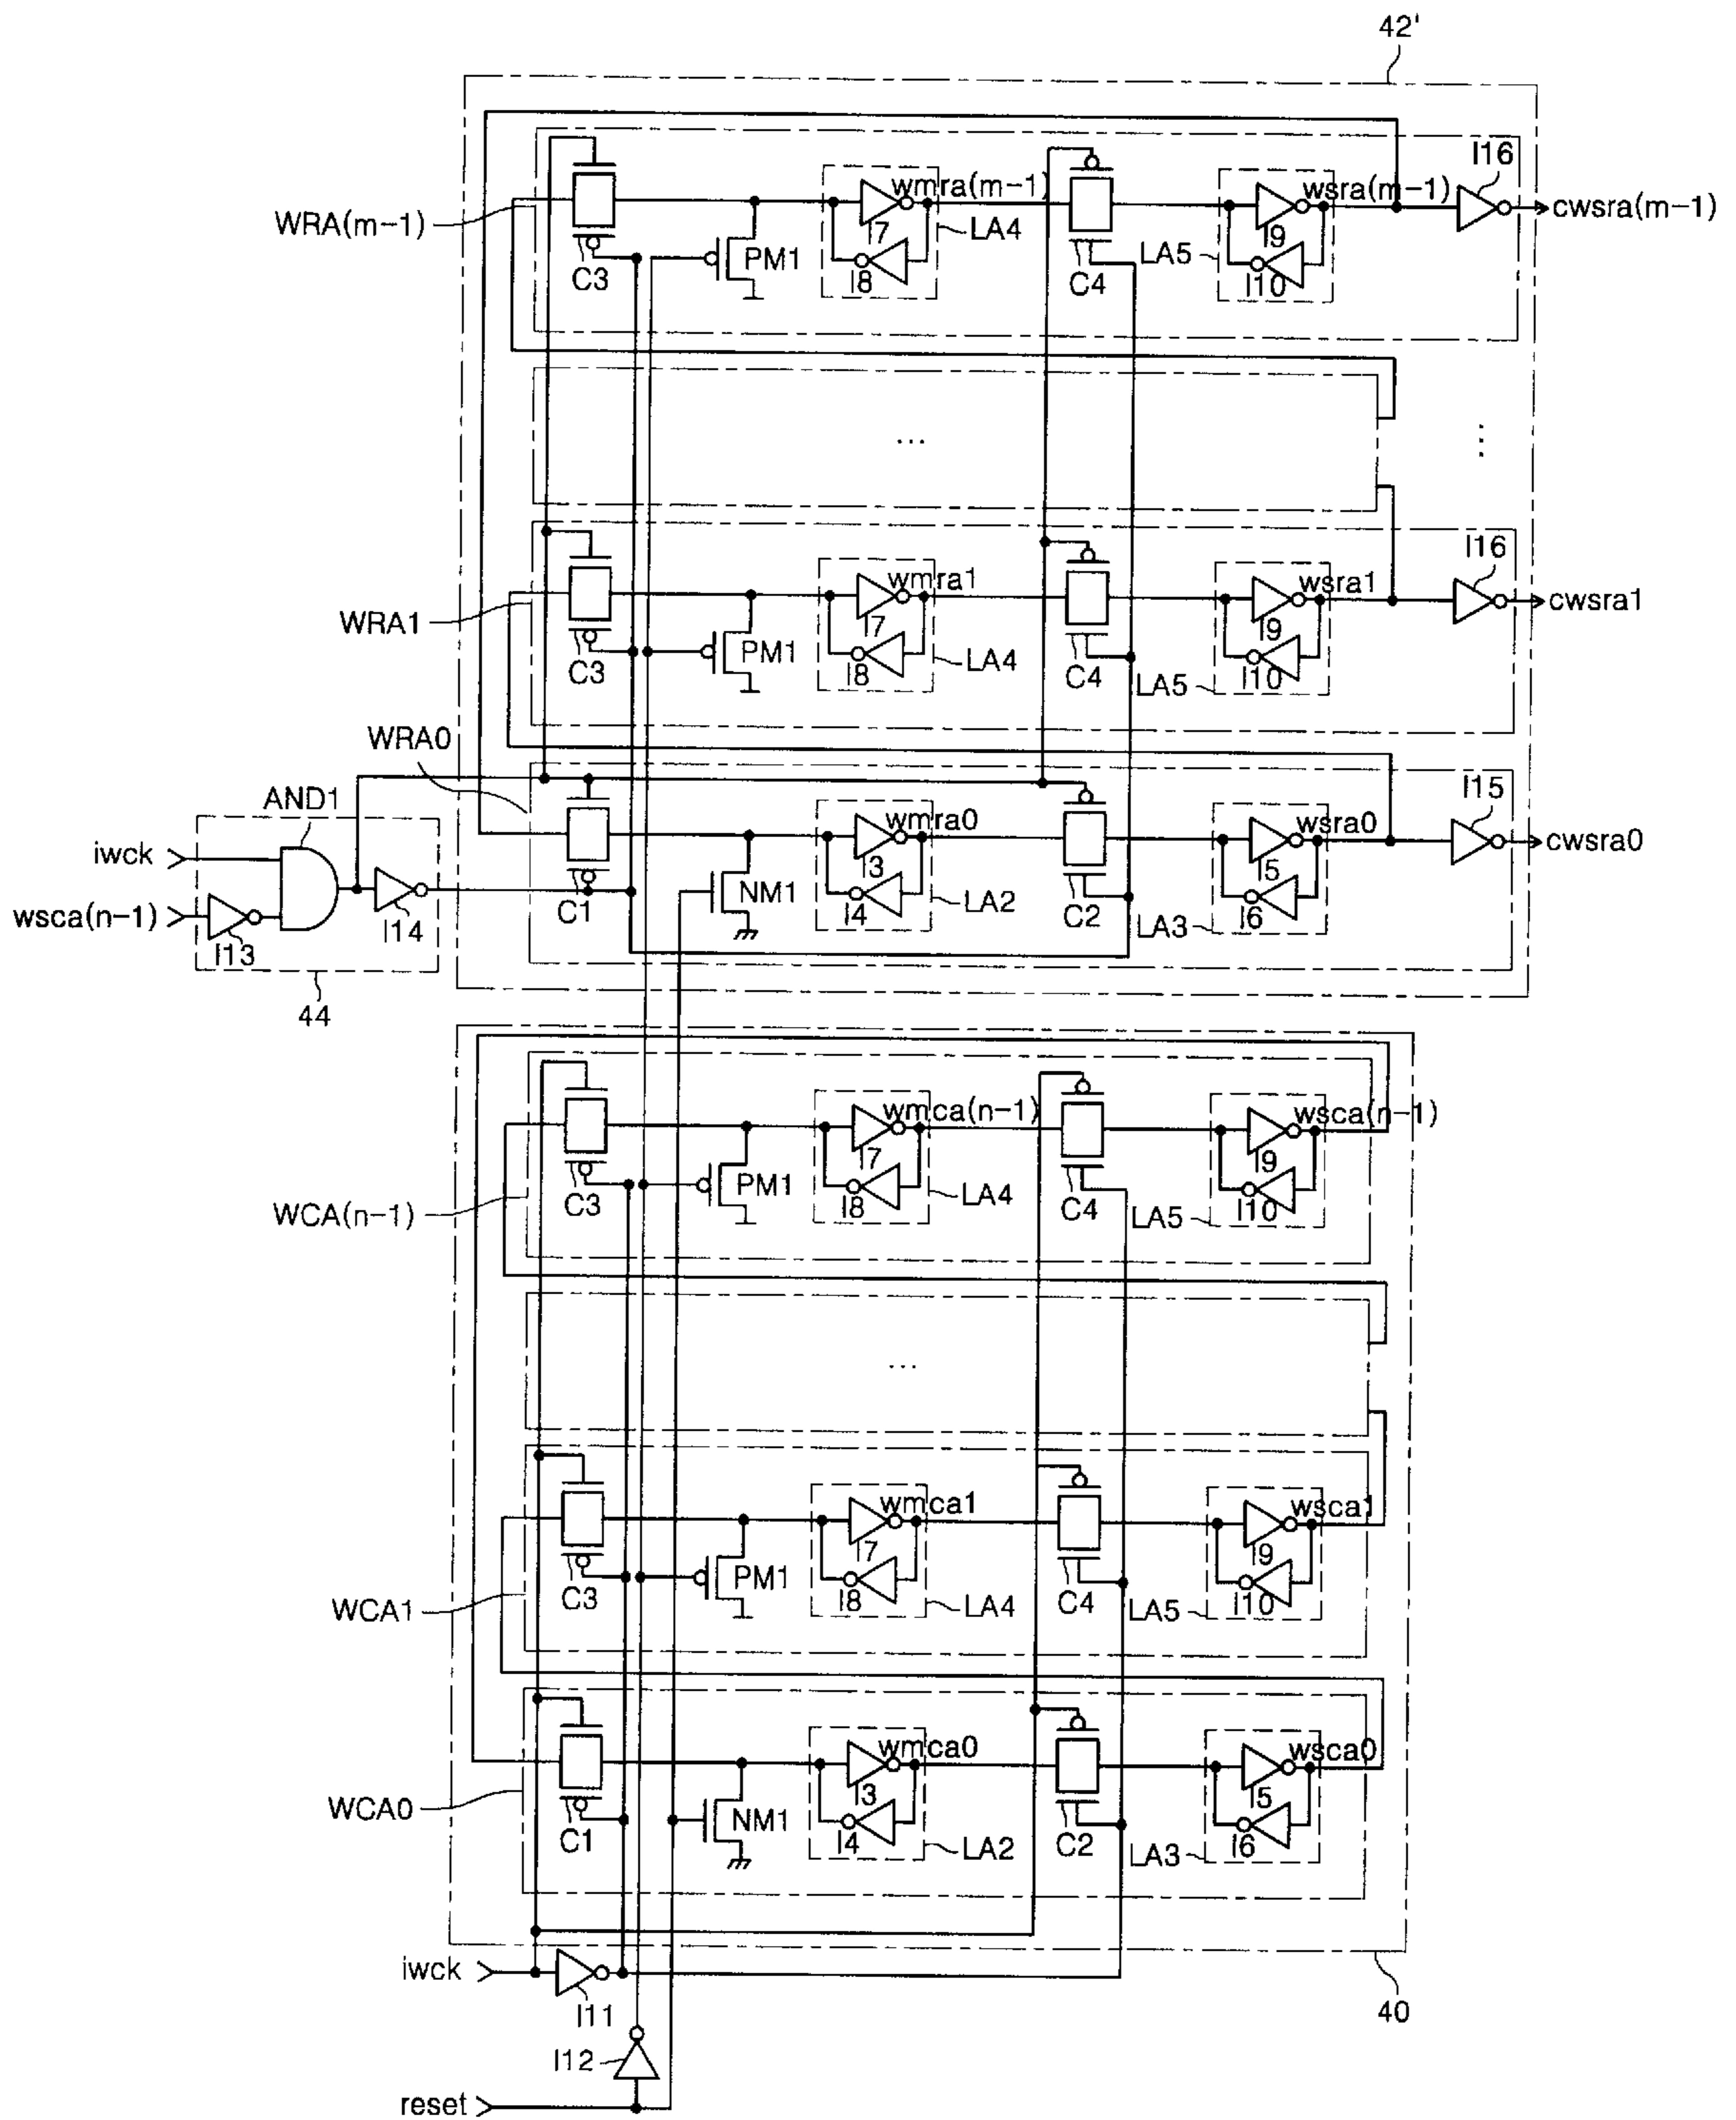 42'
I16
wmra(m-1)
wsra(m-1)
cwsra(m-1)
WRA(m-1)
I7
LA4
I9
PM1
LA5
C3
I8
C4
I10
...
⋮
I16
wmra1
wsra1
cwsra1
WRA1
I7
I9
PM1
LA4
C3
I8
C4
LA5
I10
WRA0
I15
AND1
wmra0
wsra0
cwsra0
iwck
I3
I5
NM1
wsca(n-1)
C1
I4
LA2
C2
LA3
I6
I13
I14
44
wmca(n-1)
wsca(n-1)
I7
I9
PM1
LA4
WCA(n-1)
C3
I8
C4
LA5
I10
...
wmca1
wsca1
I7
I9
PM1
WCA1
C3
I8
LA4
C4
LA5
I10
wmca0
wsca0
I3
I5
WCA0
NM1
C1
I4
LA2
C2
LA3
I6
iwck
I11
40
I12
reset